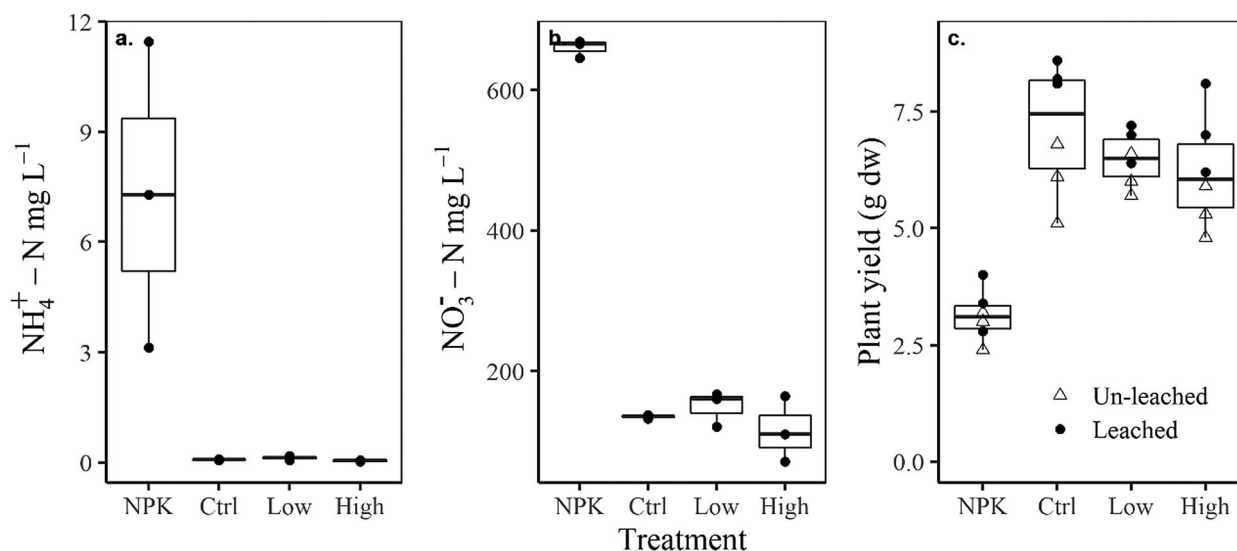 a.
12
9
6
3
0
NH₄⁺ – N mg L⁻¹
NPK Ctrl Low High
b.
600
400
200
NO₃⁻ – N mg L⁻¹
NPK Ctrl Low High
Treatment
c.
7.5
5.0
2.5
0.0
Plant yield (g dw)
Un-leached
Leached
NPK Ctrl Low High